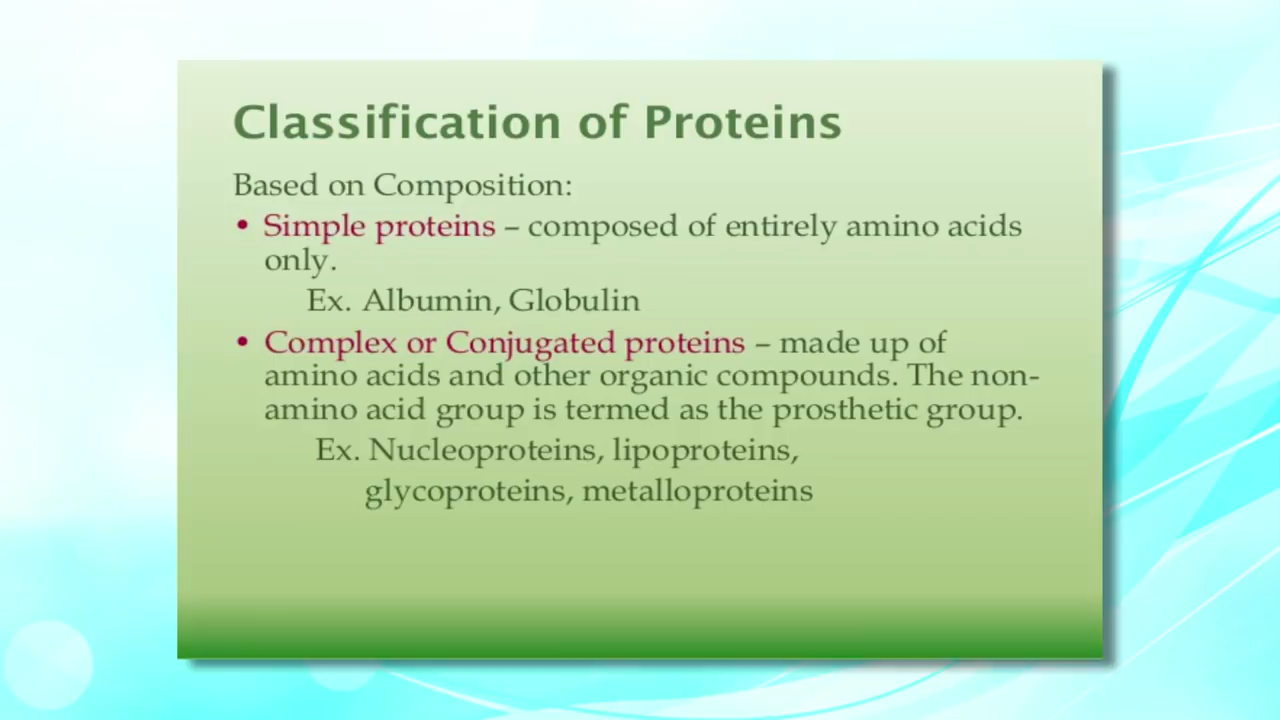 Classification of Proteins
Based on Composition:
• Simple proteins – composed of entirely amino acids
only.
Ex. Albumin, Globulin
• Complex or Conjugated proteins – made up of
amino acids and other organic compounds. The non-
amino acid group is termed as the prosthetic group.
Ex. Nucleoproteins, lipoproteins,
glycoproteins, metalloproteins